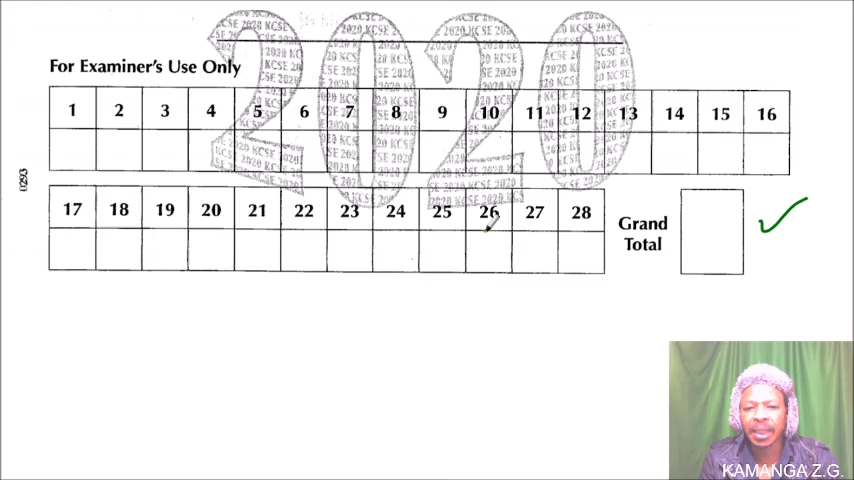 2020
For Examiner's Use Only
1 2 3 4 5 6 7 8 9 10 11 12 13 14 15 16
0293
17 18 19 20 21 22 23 24 25 26 27 28
Grand
Total
KAMANGA Z.G.